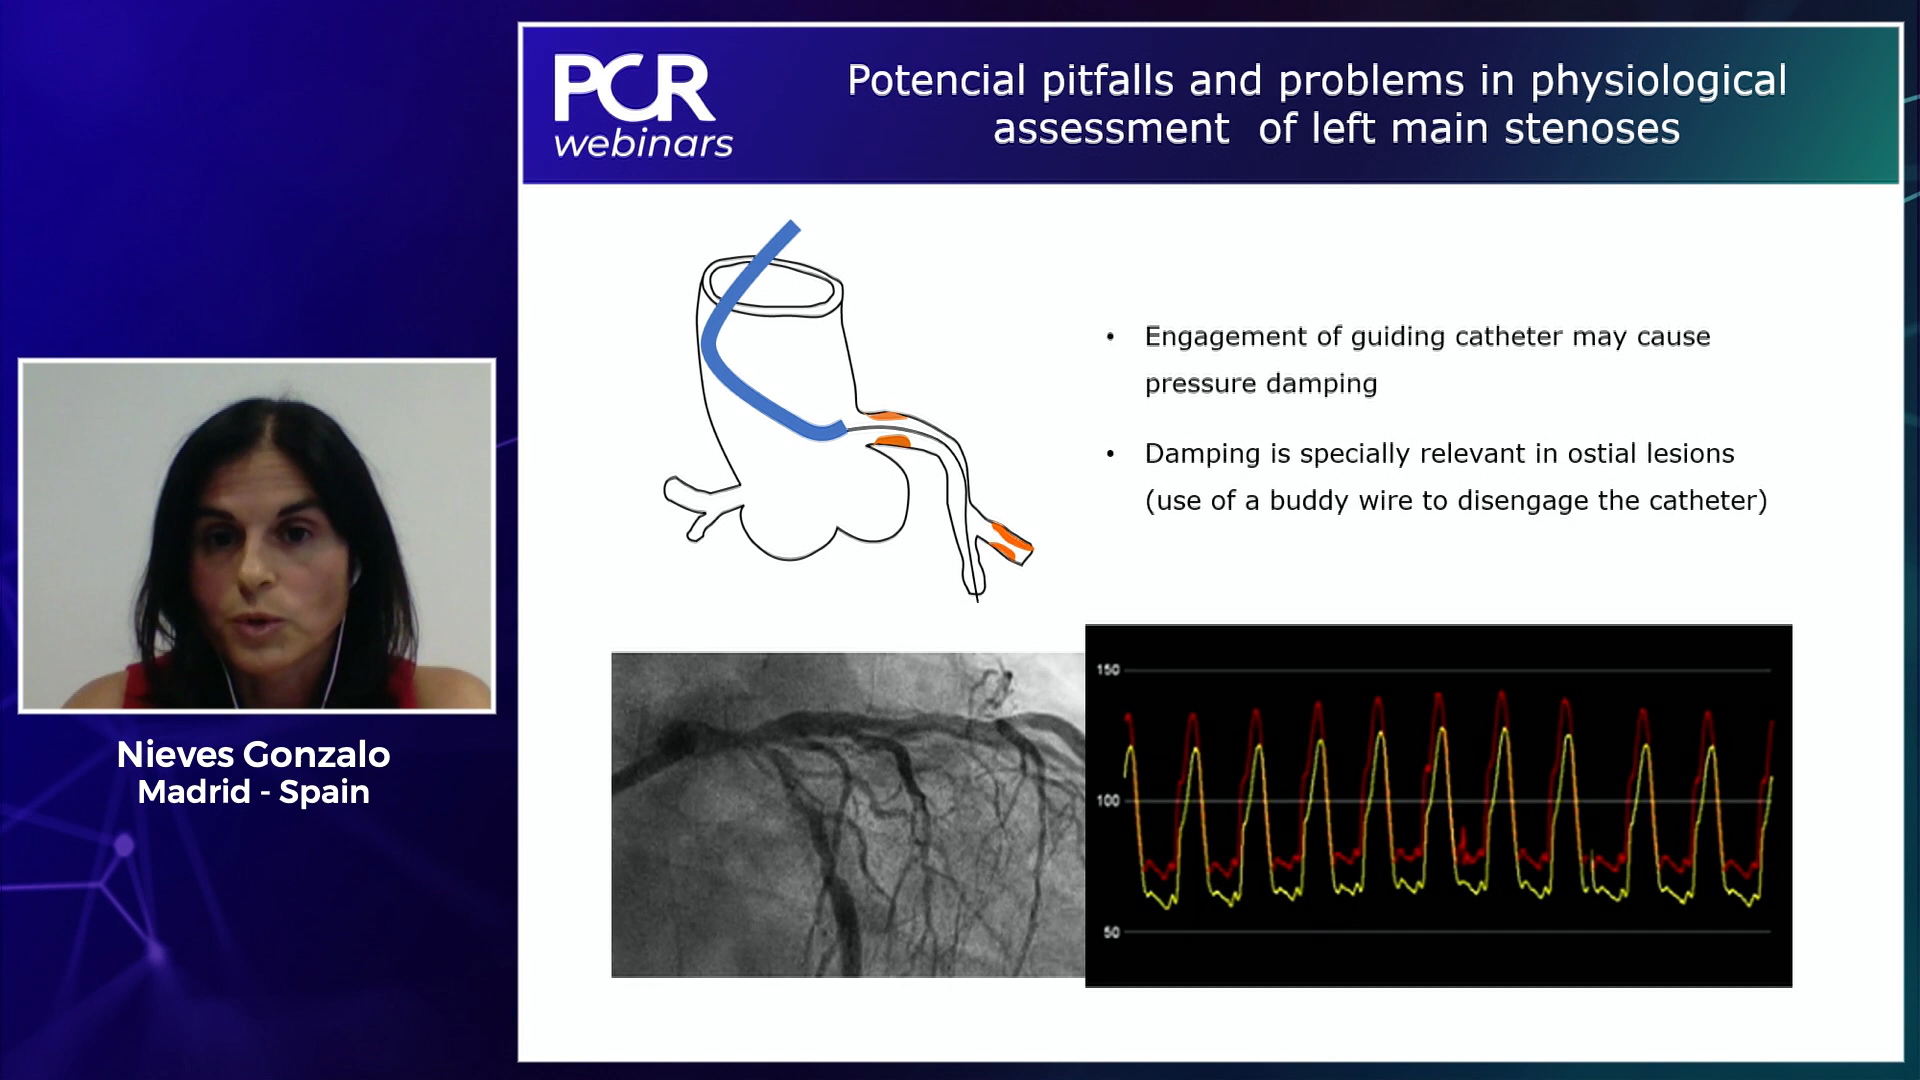 PCR
webinars
Potencial pitfalls and problems in physiological
assessment of left main stenoses
• Engagement of guiding catheter may cause
pressure damping
• Damping is specially relevant in ostial lesions
(use of a buddy wire to disengage the catheter)
Nieves Gonzalo
Madrid - Spain
150
100
50